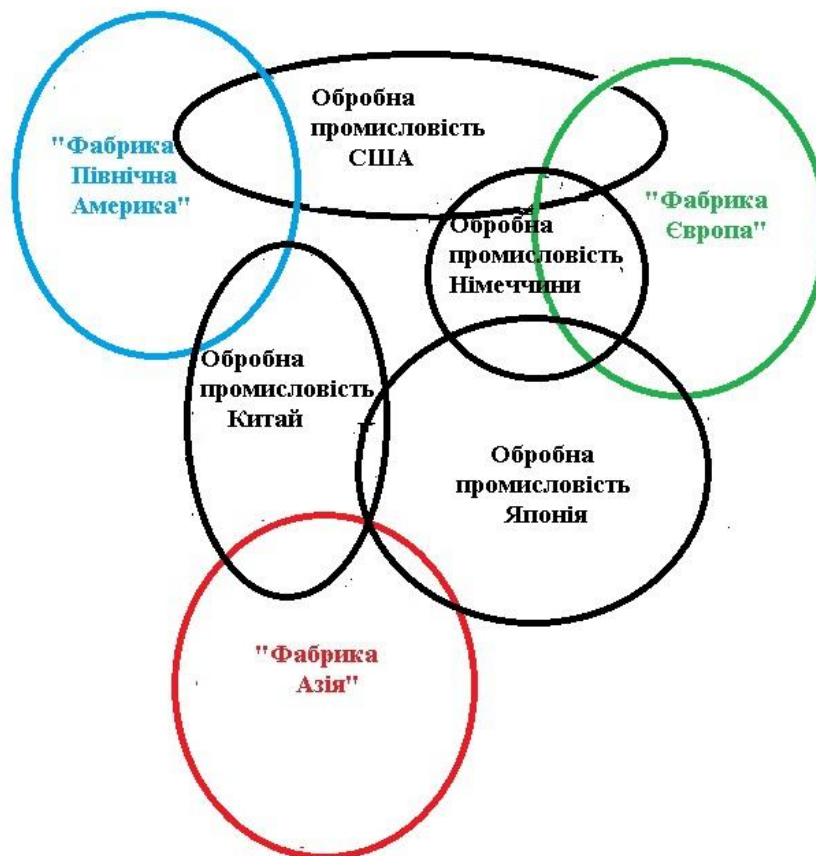 Обробна
промисловість
США
"Фабрика
Північна
Америка"
"Фабрика
Європа"
Обробна
промисловість
Німеччини
Обробна
промисловість
Китай
Обробна
промисловість
Японія
"Фабрика
Азія"